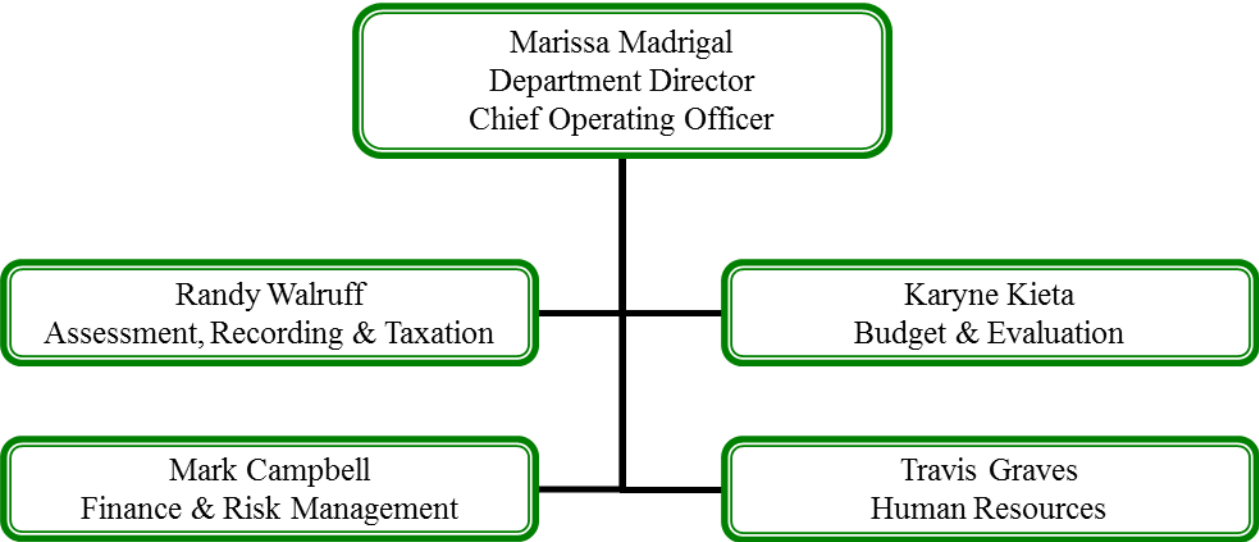 Marissa Madrigal
Department Director
Chief Operating Officer
Randy Walruff
Assessment, Recording & Taxation
Karyne Kieta
Budget & Evaluation
Mark Campbell
Finance & Risk Management
Travis Graves
Human Resources